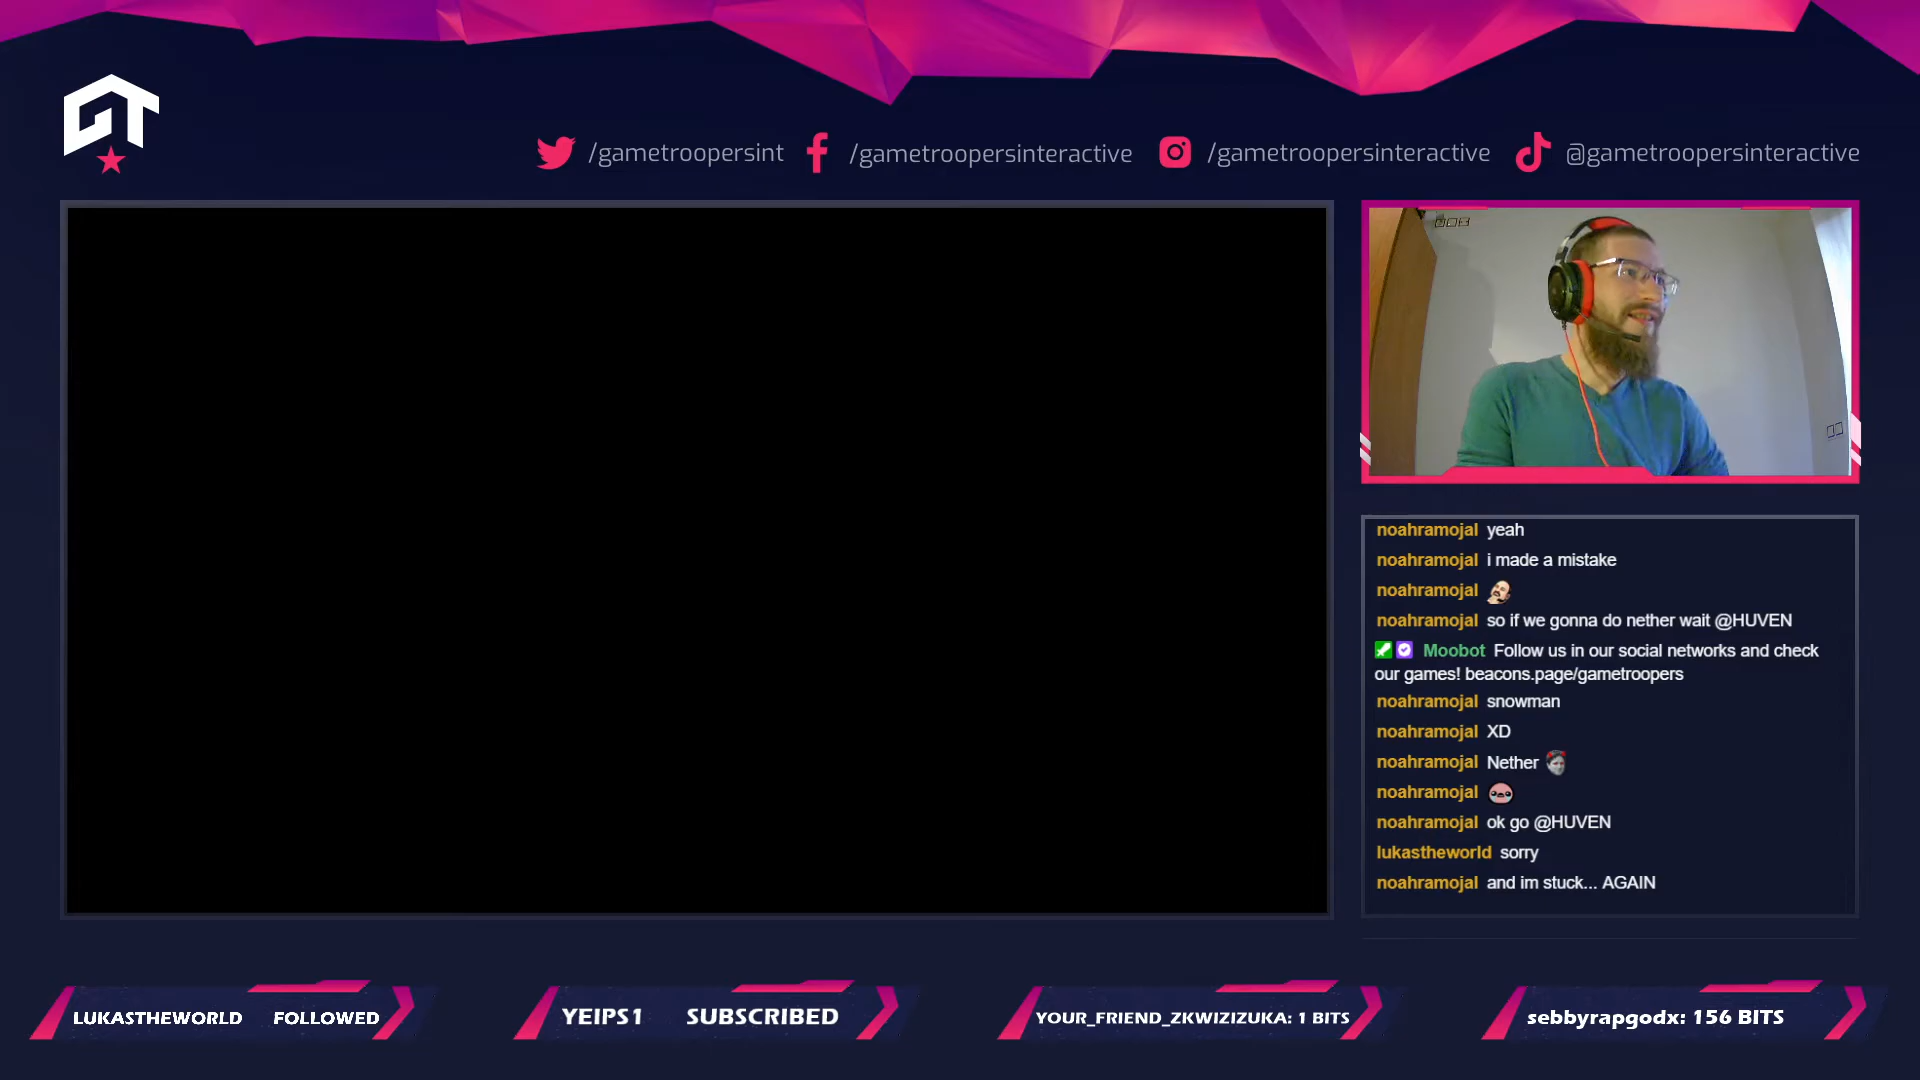 GT
/gametroopersint /gametroopersinteractive /gametroopersinteractive @gametroopersinteractive
noahramojal yeah
noahramojal i made a mistake
noahramojal
noahramojal so if we gonna do nether wait @HUVEN
Moobot Follow us in our social networks and check
our games! beacons.page/gametroopers
noahramojal snowman
noahramojal XD
noahramojal Nether
noahramojal
noahramojal ok go @HUVEN
lukastheworld sorry
noahramojal and im stuck... AGAIN
LUKASTHEWORLD FOLLOWED
YEIPS1 SUBSCRIBED
YOUR_FRIEND_ZKWIZIZUKA: 1 BITS
sebbyrapgodx: 156 BITS